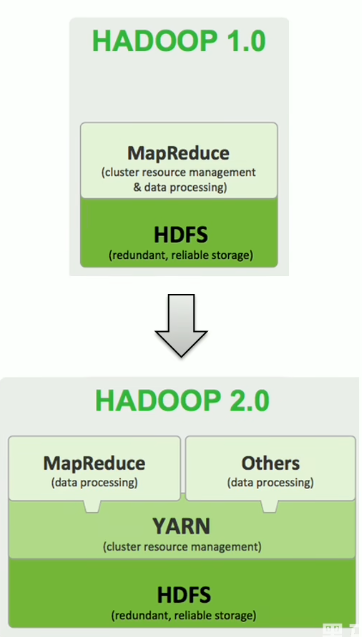 HADOOP 1.0
MapReduce
(cluster resource management
& data processing)
HDFS
(redundant, reliable storage)
HADOOP 2.0
MapReduce
(data processing)
Others
(data processing)
YARN
(cluster resource management)
HDFS
(redundant, reliable storage)